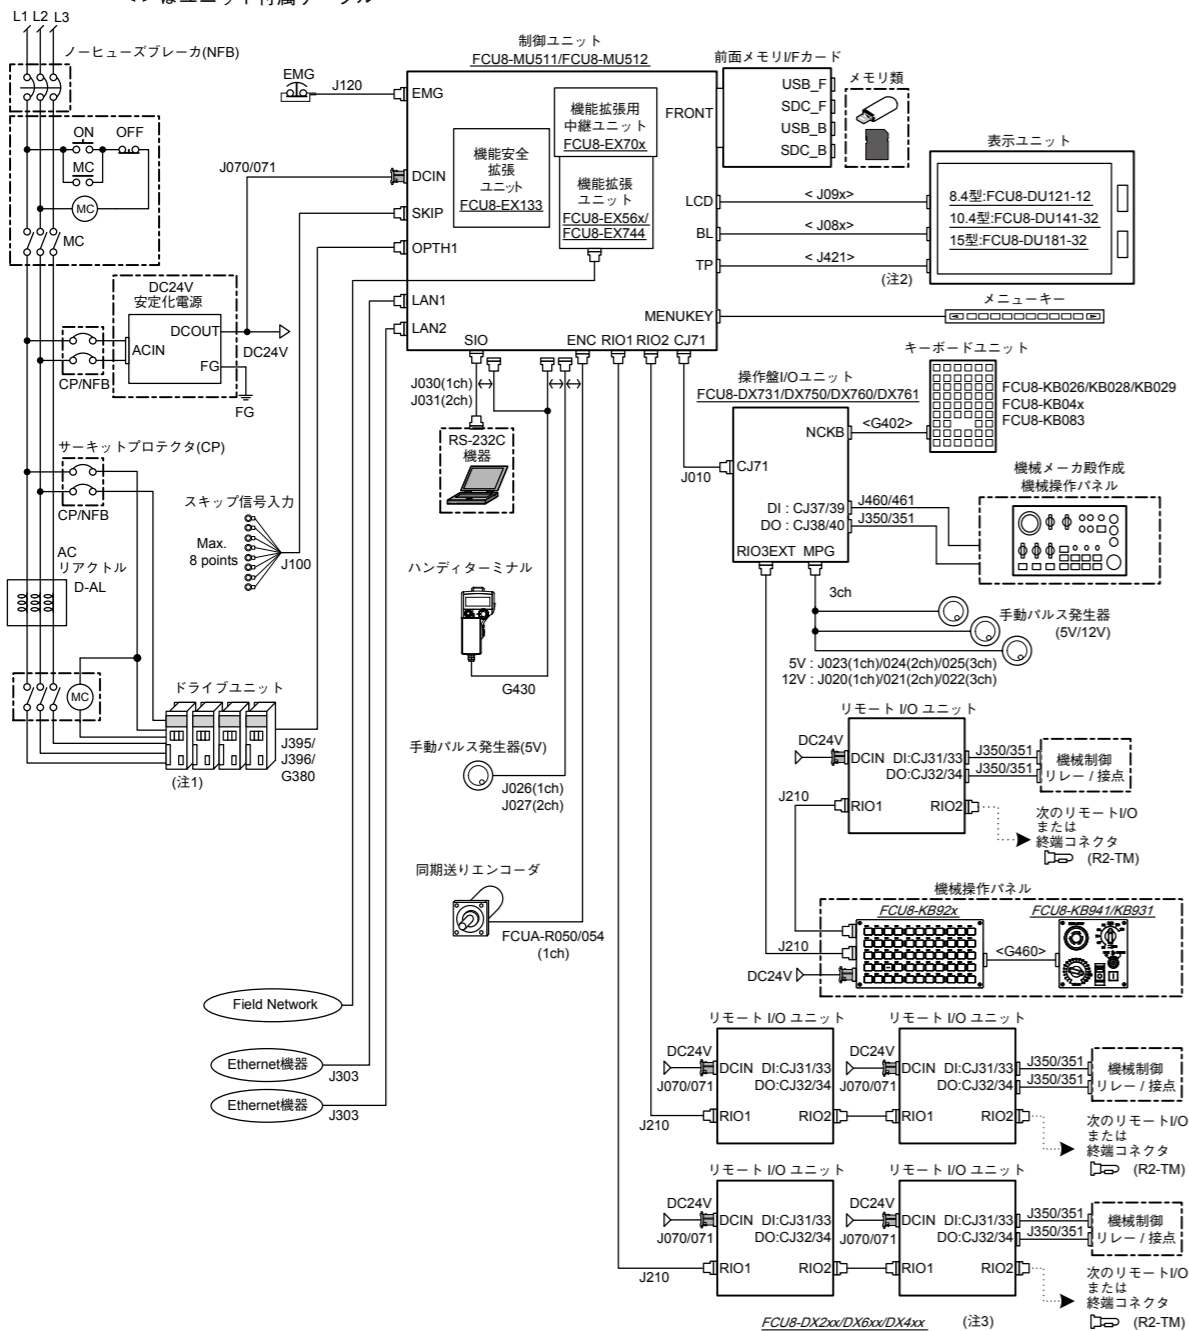 L1 L2 L3
ノーヒューズブレーカ(NFB)
ON OFF
MC
MC
MC
DC24V
安定化電源
DCOUT
ACIN
FG
DC24V
FG
CP/NFB
サーキットプロテクタ(CP)
CP/NFB
AC
リアクトル
D-AL
MC
ドライブユニット
(注1)
J395/
J396/
G380
スキップ信号入力
Max.
8 points
J100
EMG
J120
J070/071
制御ユニット
FCU8-MU511/FCU8-MU512
EMG
DCIN
SKIP
OPTH1
LAN1
LAN2
SIO
ENC RIO1 RIO2 CJ71
FRONT
LCD
BL
TP
MENUKEY
機能安全
拡張
ユニット
FCU8-EX133
機能拡張用
中継ユニット
FCU8-EX70x
機能拡張
ユニット
FCU8-EX56x/
FCU8-EX744
前面メモリI/Fカード
USB_F
SDC_F
USB_B
SDC_B
メモリ類
表示ユニット
8.4型:FCU8-DU121-12
10.4型:FCU8-DU141-32
15型:FCU8-DU181-32
< J09x>
< J08x>
< J421>
(注2)
メニューキー
キーボードユニット
FCU8-KB026/KB028/KB029
FCU8-KB04x
FCU8-KB083
<G402>
操作盤I/Oユニット
FCU8-DX731/DX750/DX760/DX761
NCKB
CJ71
DI : CJ37/39
DO : CJ38/40
RIO3EXT MPG
J010
J460/461
J350/351
機械メーカ殿作成
機械操作パネル
3ch
手動パルス発生器
(5V/12V)
5V : J023(1ch)/024(2ch)/025(3ch)
12V : J020(1ch)/021(2ch)/022(3ch)
J030(1ch)
J031(2ch)
RS-232C
機器
ハンディターミナル
G430
手動パルス発生器(5V)
J026(1ch)
J027(2ch)
同期送りエンコーダ
FCUA-R050/054
(1ch)
Field Network
Ethernet機器
J303
Ethernet機器
J303
リモート I/O ユニット
DC24V
DCIN DI:CJ31/33
DO:CJ32/34
RIO1 RIO2
J210
J350/351
J350/351
機械制御
リレー / 接点
次のリモートI/O
または
終端コネクタ
(R2-TM)
機械操作パネル
FCU8-KB92x
FCU8-KB941/KB931
J210
DC24V
<G460>
リモート I/O ユニット
リモート I/O ユニット
DC24V
J070/071
DCIN DI:CJ31/33
DO:CJ32/34
RIO1 RIO2
J210
DC24V
J070/071
DCIN DI:CJ31/33
DO:CJ32/34
RIO1 RIO2
J350/351
J350/351
機械制御
リレー / 接点
次のリモートI/O
または
終端コネクタ
(R2-TM)
リモート I/O ユニット
リモート I/O ユニット
DC24V
J070/071
DCIN DI:CJ31/33
DO:CJ32/34
RIO1 RIO2
J210
DC24V
J070/071
DCIN DI:CJ31/33
DO:CJ32/34
RIO1 RIO2
J350/351
J350/351
機械制御
リレー / 接点
次のリモートI/O
または
終端コネクタ
(R2-TM)
FCU8-DX2xx/DX6xx/DX4xx
(注3)